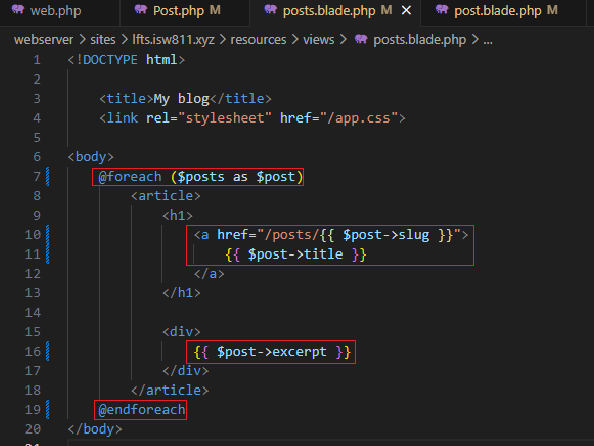 web.php M Post.php M posts.blade.php M × post.blade.php M
webserver > sites > lfts.isw811.xyz > resources > views > posts.blade.php > ...
1 <!DOCTYPE html>
2
3 <title>My blog</title>
4 <link rel="stylesheet" href="/app.css">
5
6 <body>
7 @foreach ($posts as $post)
8 <article>
9 <h1>
10 <a href="/posts/{{ $post->slug }}">
11 {{ $post->title }}
12 </a>
13 </h1>
14
15 <div>
16 {{ $post->excerpt }}
17 </div>
18 </article>
19 @endforeach
20 </body>
21